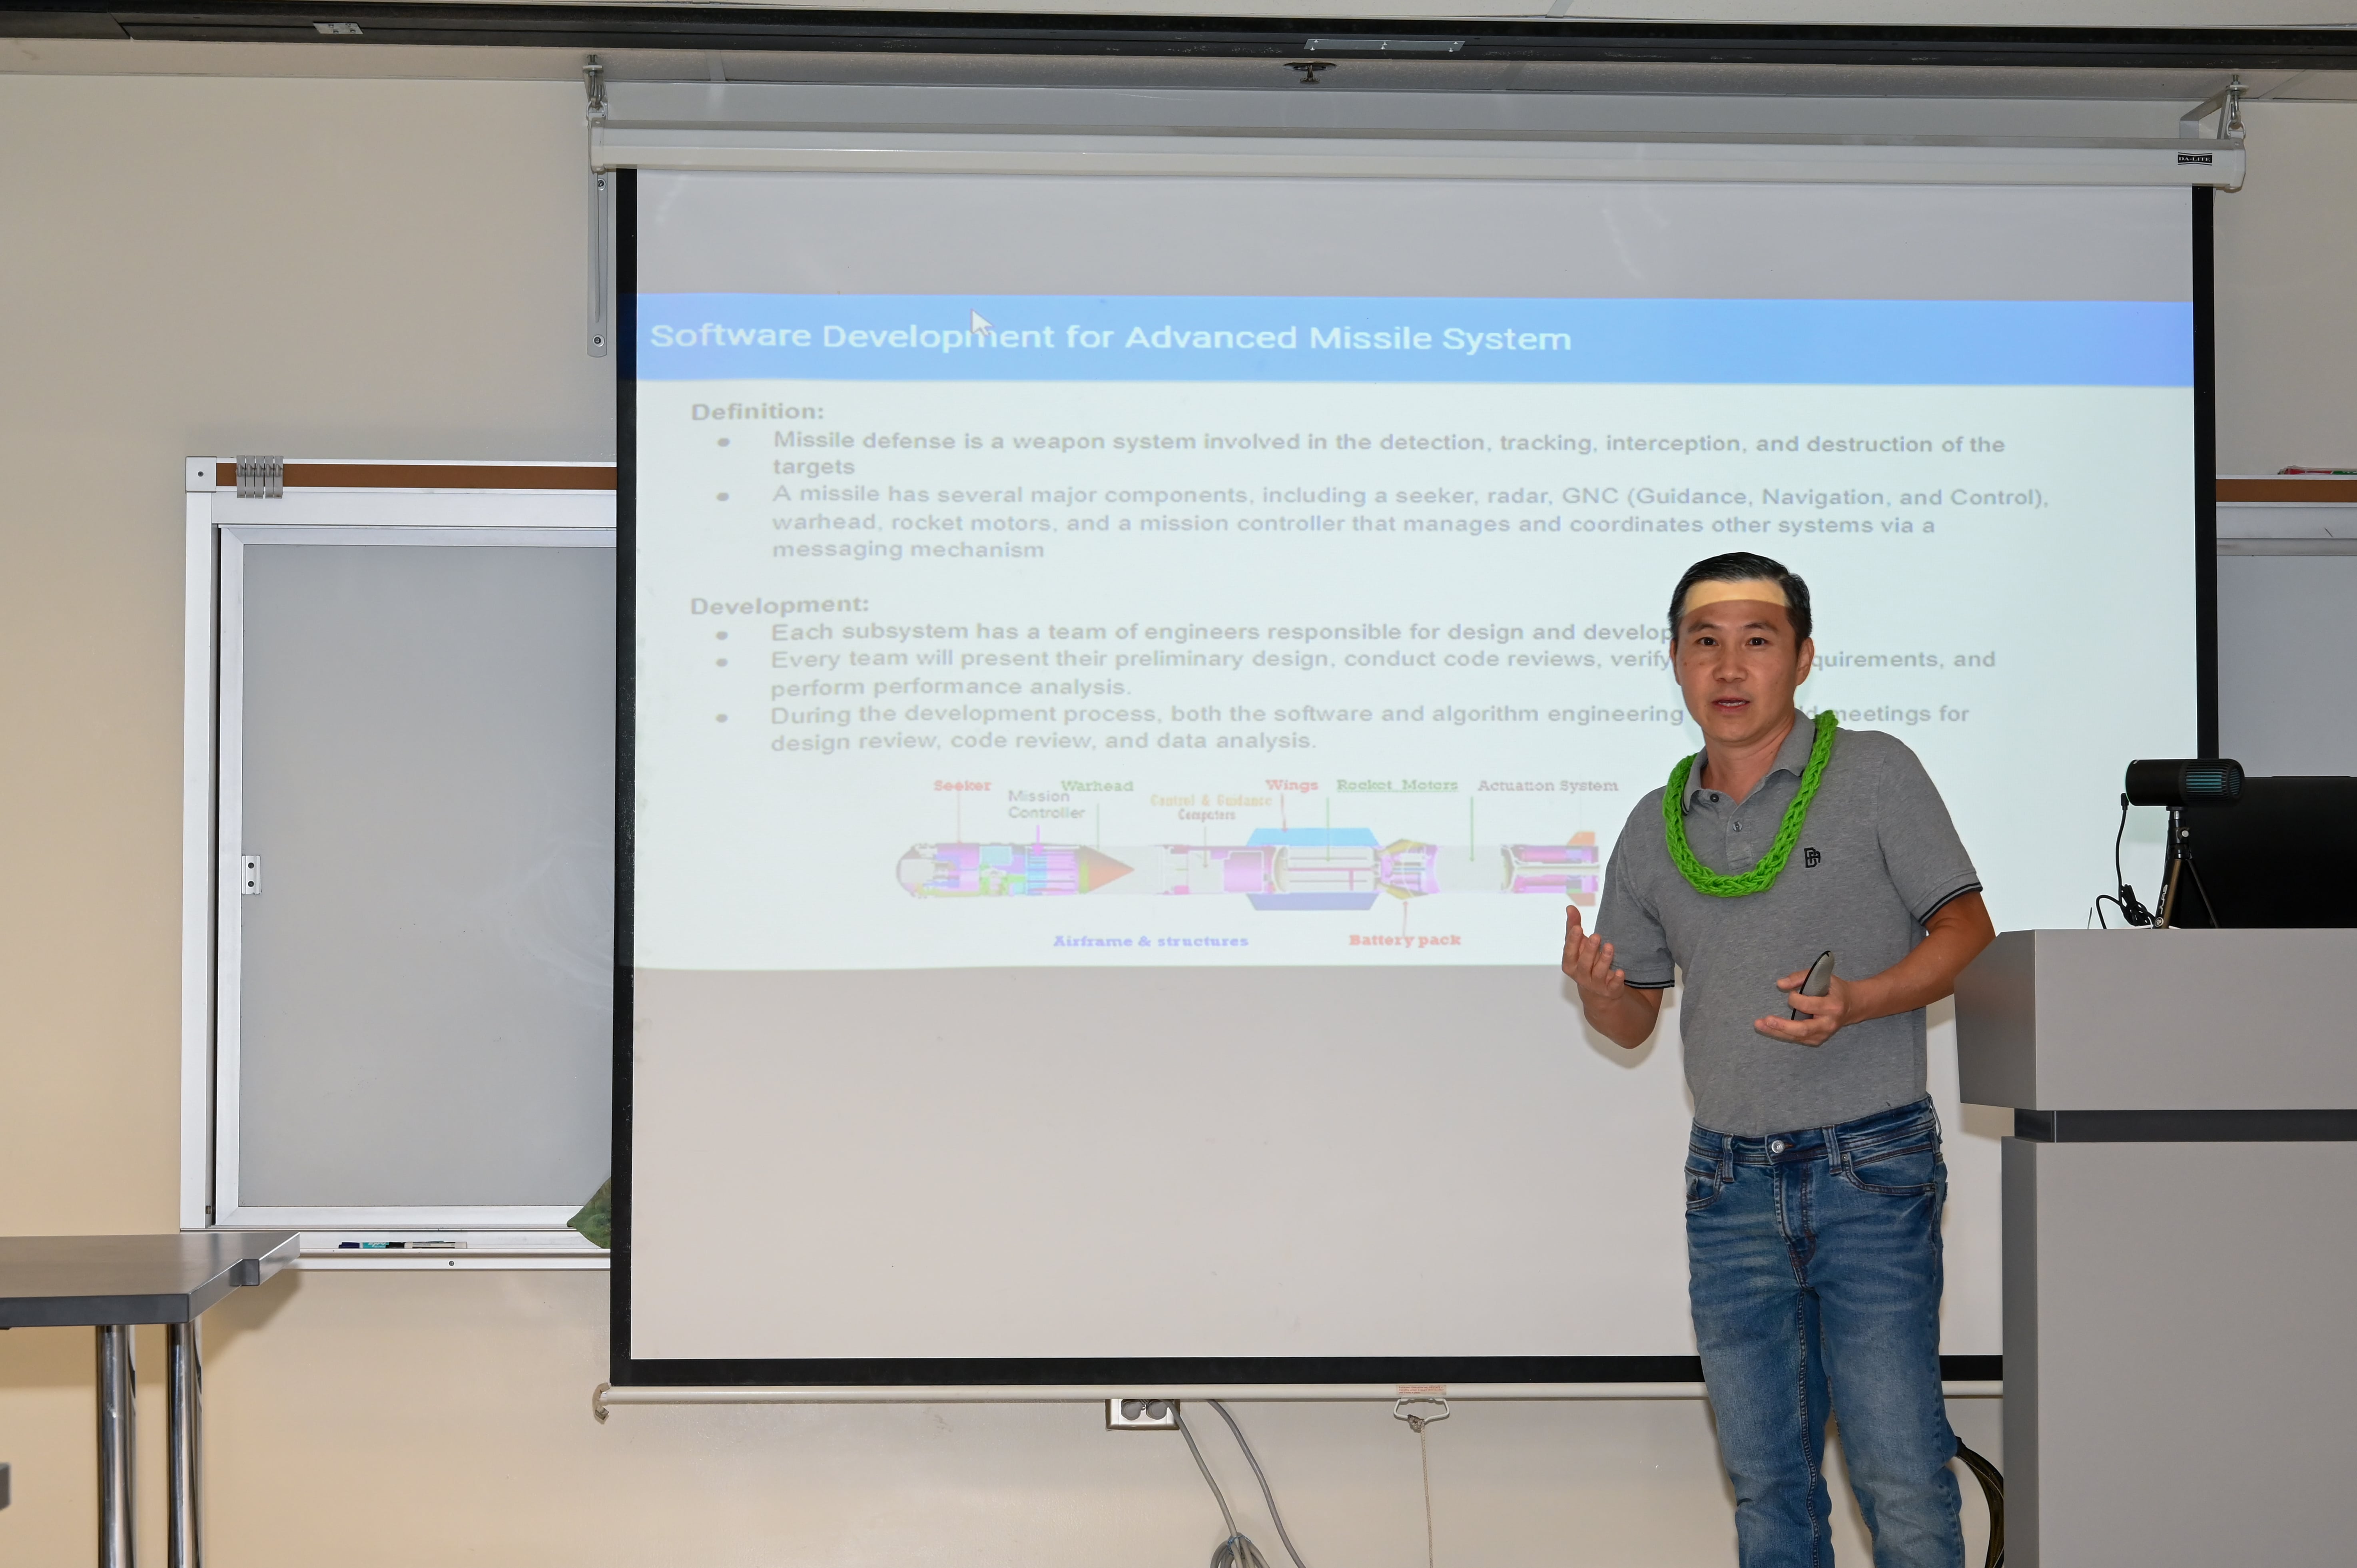 DA-LITE
Software Development for Advanced Missile System
Definition:
● Missile defense is a weapon system involved in the detection, tracking, interception, and destruction of the
targets
● A missile has several major components, including a seeker, radar, GNC (Guidance, Navigation, and Control),
warhead, rocket motors, and a mission controller that manages and coordinates other systems via a
messaging mechanism
Development:
● Each subsystem has a team of engineers responsible for design and develop
● Every team will present their preliminary design, conduct code reviews, verify quirements, and
perform performance analysis.
● During the development process, both the software and algorithm engineering meetings for
design review, code review, and data analysis.
Seeker
Mission
Controller
Warhead
Control & Guidance
Computers
Wings
Rocket Motors
Actuation System
Airframe & structures
Battery pack